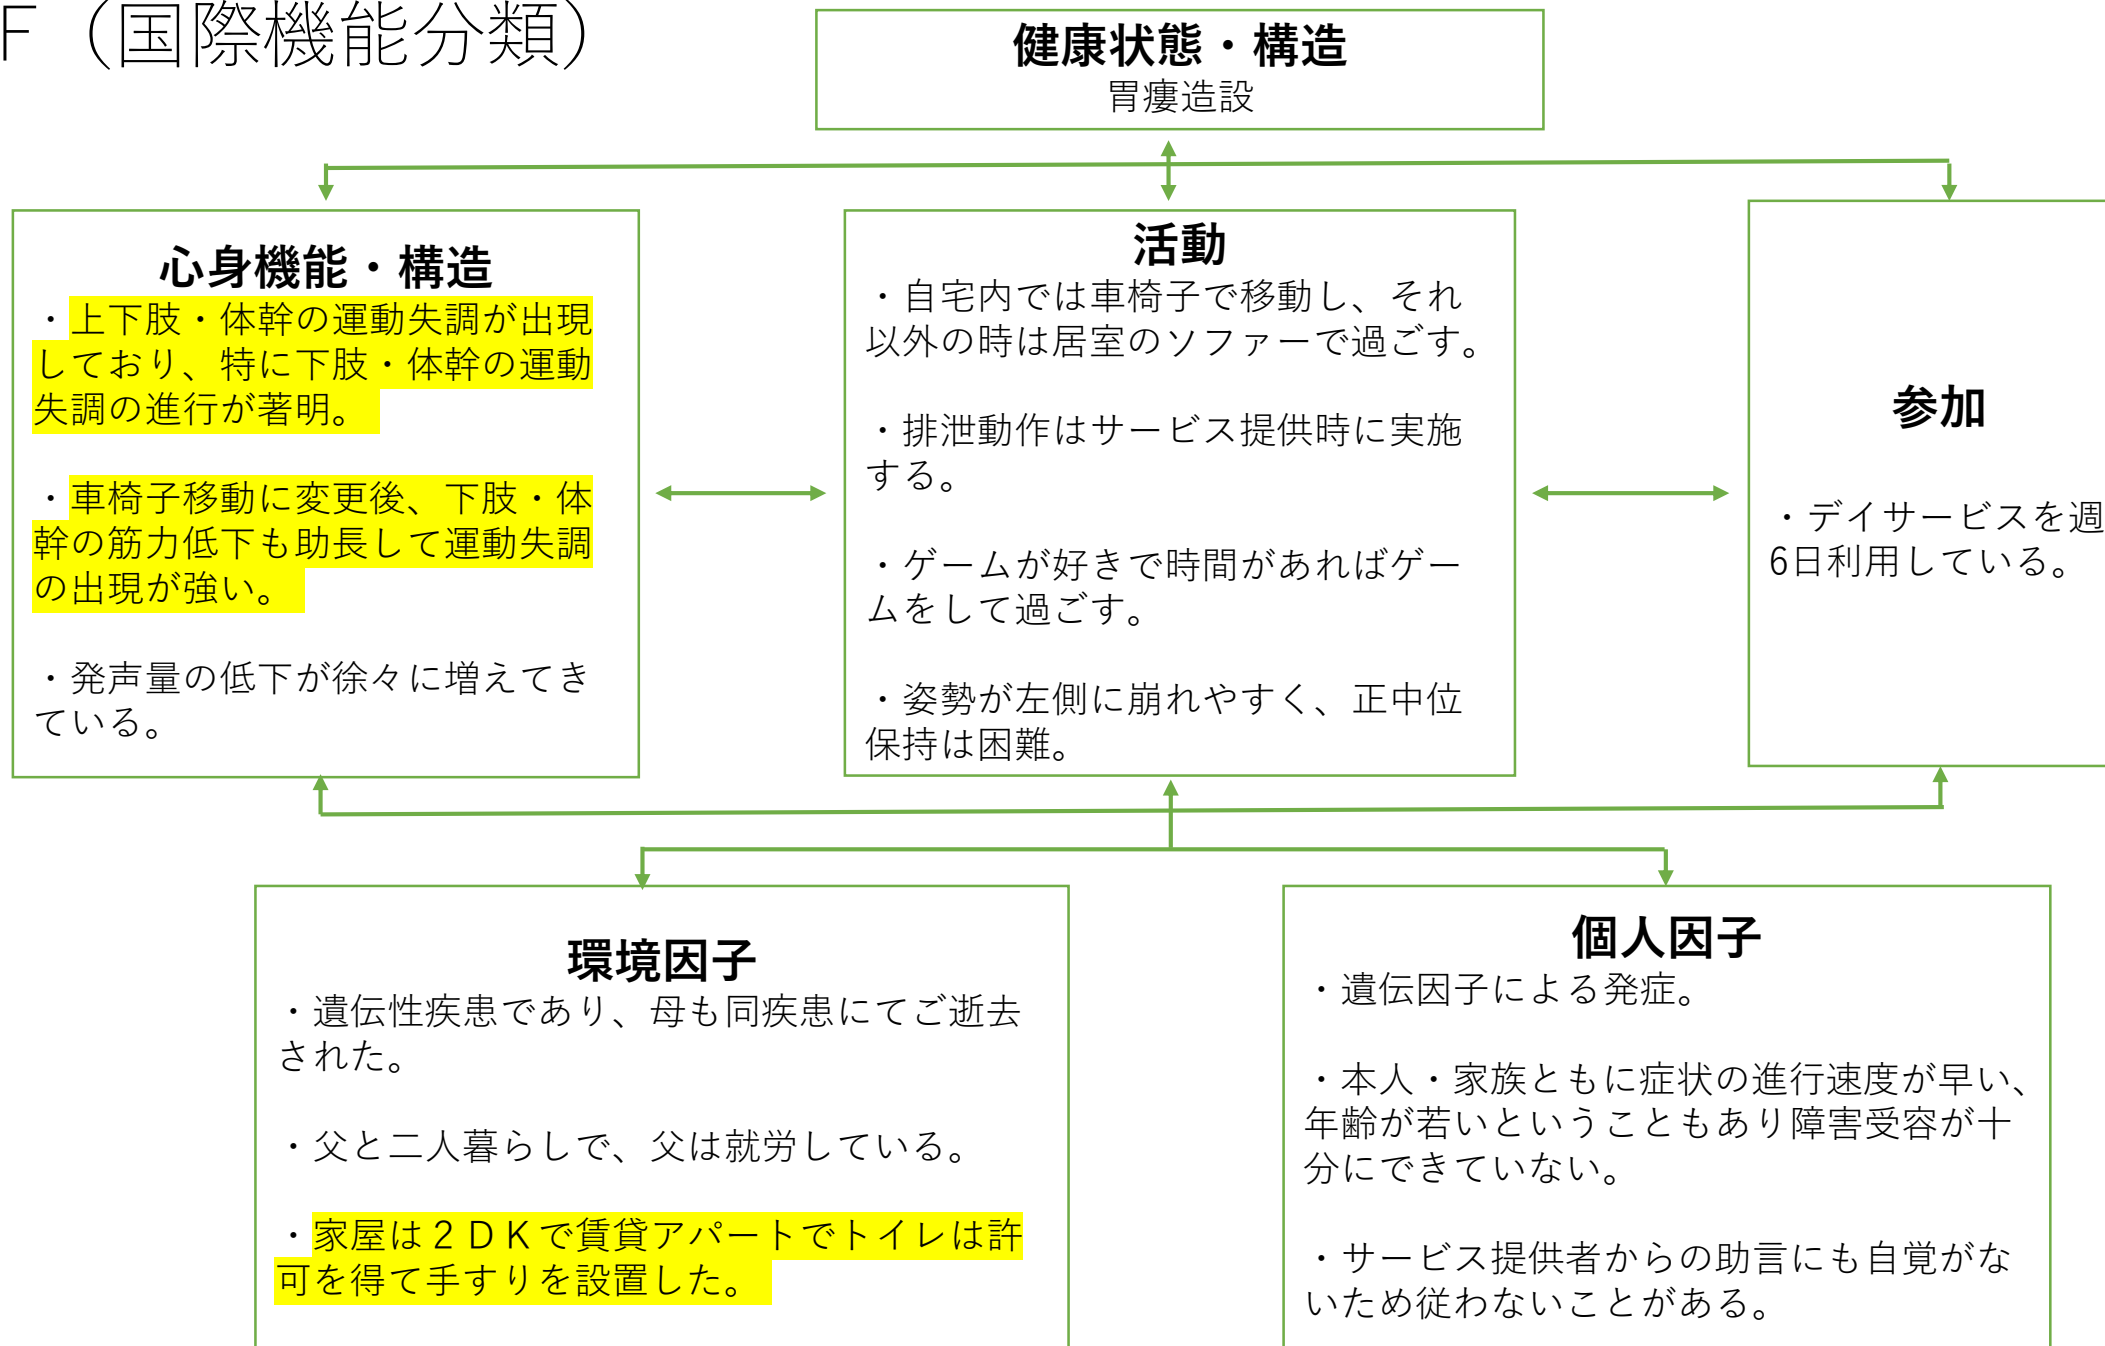 F（国際機能分類）
健康状態・構造
胃瘻造設
心身機能・構造
・上下肢・体幹の運動失調が出現
しており、特に下肢・体幹の運動
失調の進行が著明。
・車椅子移動に変更後、下肢・体
幹の筋力低下も助長して運動失調
の出現が強い。
・発声量の低下が徐々に増えてき
ている。
活動
・自宅内では車椅子で移動し、それ
以外の時は居室のソファーで過ごす。
・排泄動作はサービス提供時に実施
する。
・ゲームが好きで時間があればゲー
ムをして過ごす。
・姿勢が左側に崩れやすく、正中位
保持は困難。
参加
・デイサービスを週
6日利用している。
環境因子
・遺伝性疾患であり、母も同疾患にてご逝去
された。
・父と二人暮らしで、父は就労している。
・家屋は２ＤＫで賃貸アパートでトイレは許
可を得て手すりを設置した。
個人因子
・遺伝因子による発症。
・本人・家族ともに症状の進行速度が早い、
年齢が若いということもあり障害受容が十
分にできていない。
・サービス提供者からの助言にも自覚がな
いため従わないことがある。